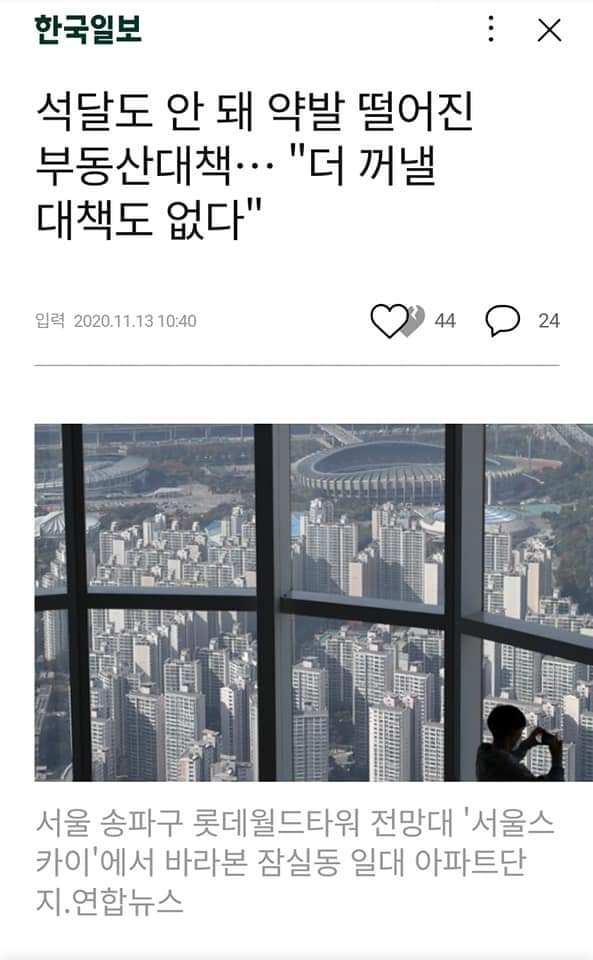 한국일보
석달도 안 돼 약발 떨어진
부동산대책… "더 꺼낼
대책도 없다"
입력 2020.11.13 10:40
44
24
서울 송파구 롯데월드타워 전망대 '서울스
카이'에서 바라본 잠실동 일대 아파트단
지.연합뉴스